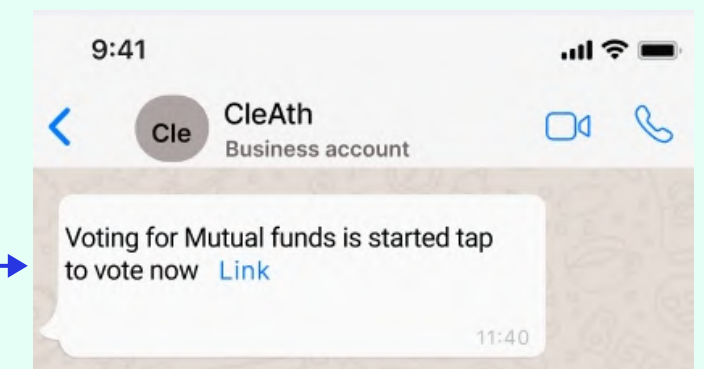 9:41
Cle
CleAth
Business account
Voting for Mutual funds is started tap
to vote now Link
11:40